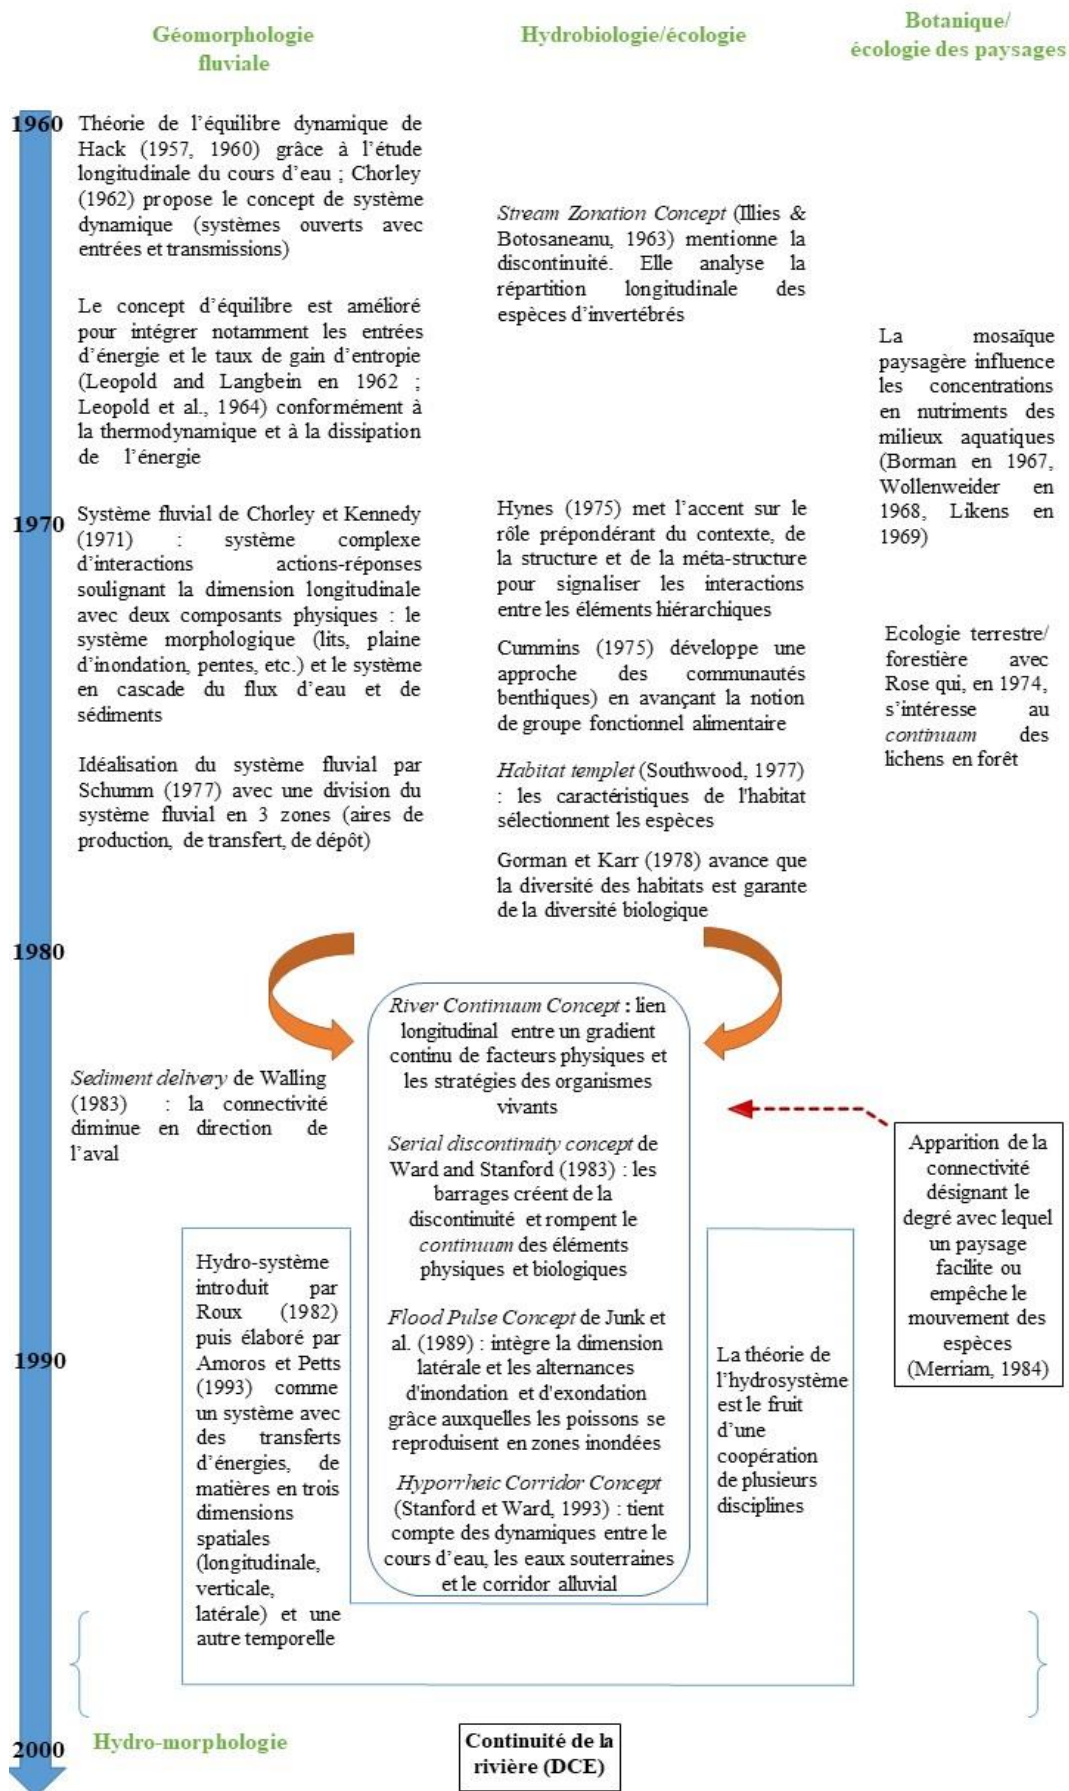 Géomorphologie
fluviale
Hydrobiologie/écologie
Botanique/
écologie des paysages
1960
Théorie de l'équilibre dynamique de
Hack (1957, 1960) grâce à l'étude
longitudinale du cours d'eau ; Chorley
(1962) propose le concept de système
dynamique (systèmes ouverts avec
entrées et transmissions)
Le concept d'équilibre est amélioré
pour intégrer notamment les entrées
d'énergie et le taux de gain d'entropie
(Leopold and Langbein en 1962 ;
Leopold et al., 1964) conformément à
la thermodynamique et à la dissipation
de l'énergie
Stream Zonation Concept (Illies &
Botosaneanu, 1963) mentionne la
discontinuité. Elle analyse la
répartition longitudinale des
espèces d'invertébrés
La mosaïque
paysagère influence
les concentrations
en nutriments des
milieux aquatiques
(Borman en 1967,
Wollenweider en
1968, Likens en
1969)
1970
Système fluvial de Chorley et Kennedy
(1971) : système complexe
d'interactions actions-réponses
soulignant la dimension longitudinale
avec deux composants physiques : le
système morphologique (lits, plaine
d'inondation, pentes, etc.) et le système
en cascade du flux d'eau et de
sédiments
Idéalisation du système fluvial par
Schumm (1977) avec une division du
système fluvial en 3 zones (aires de
production, de transfert, de dépôt)
Hynes (1975) met l'accent sur le
rôle prépondérant du contexte, de
la structure et de la méta-structure
pour signaliser les interactions
entre les éléments hiérarchiques
Cummins (1975) développe une
approche des communautés
benthiques) en avançant la notion
de groupe fonctionnel alimentaire
Habitat templet (Southwood, 1977)
: les caractéristiques de l'habitat
sélectionnent les espèces
Gorman et Karr (1978) avance que
la diversité des habitats est garante
de la diversité biologique
Ecologie terrestre/
forestière avec
Rose qui, en 1974,
s'intéresse au
continuum des
lichens en forêt
1980
Sediment delivery de Walling
(1983) : la connectivité
diminue en direction de
l'aval
River Continuum Concept : lien
longitudinal entre un gradient
continu de facteurs physiques et
les stratégies des organismes
vivants
Serial discontinuity concept de
Ward and Stanford (1983) : les
barrages créent de la
discontinuité et rompent le
continuum des éléments
physiques et biologiques
Flood Pulse Concept de Junk et
al. (1989) : intègre la dimension
latérale et les alternances
d'inondation et d'exondation
grâce auxquelles les poissons se
reproduisent en zones inondées
Hyporrheic Corridor Concept
(Stanford et Ward, 1993) : tient
compte des dynamiques entre le
cours d'eau, les eaux souterraines
et le corridor alluvial
Apparition de la
connectivité
désignant le
degré avec lequel
un paysage
facilite ou
empêche le
mouvement des
espèces
(Merriam, 1984)
1990
Hydro-système
introduit par
Roux (1982)
puis élaboré par
Amoros et Petts
(1993) comme
un système avec
des transferts
d'énergies, de
matières en trois
dimensions
spatiales
(longitudinale,
verticale,
latérale) et une
autre temporelle
La théorie de
l'hydrosystème
est le fruit
d'une
coopération
de plusieurs
disciplines
2000
Hydro-morphologie
Continuité de la
rivière (DCE)